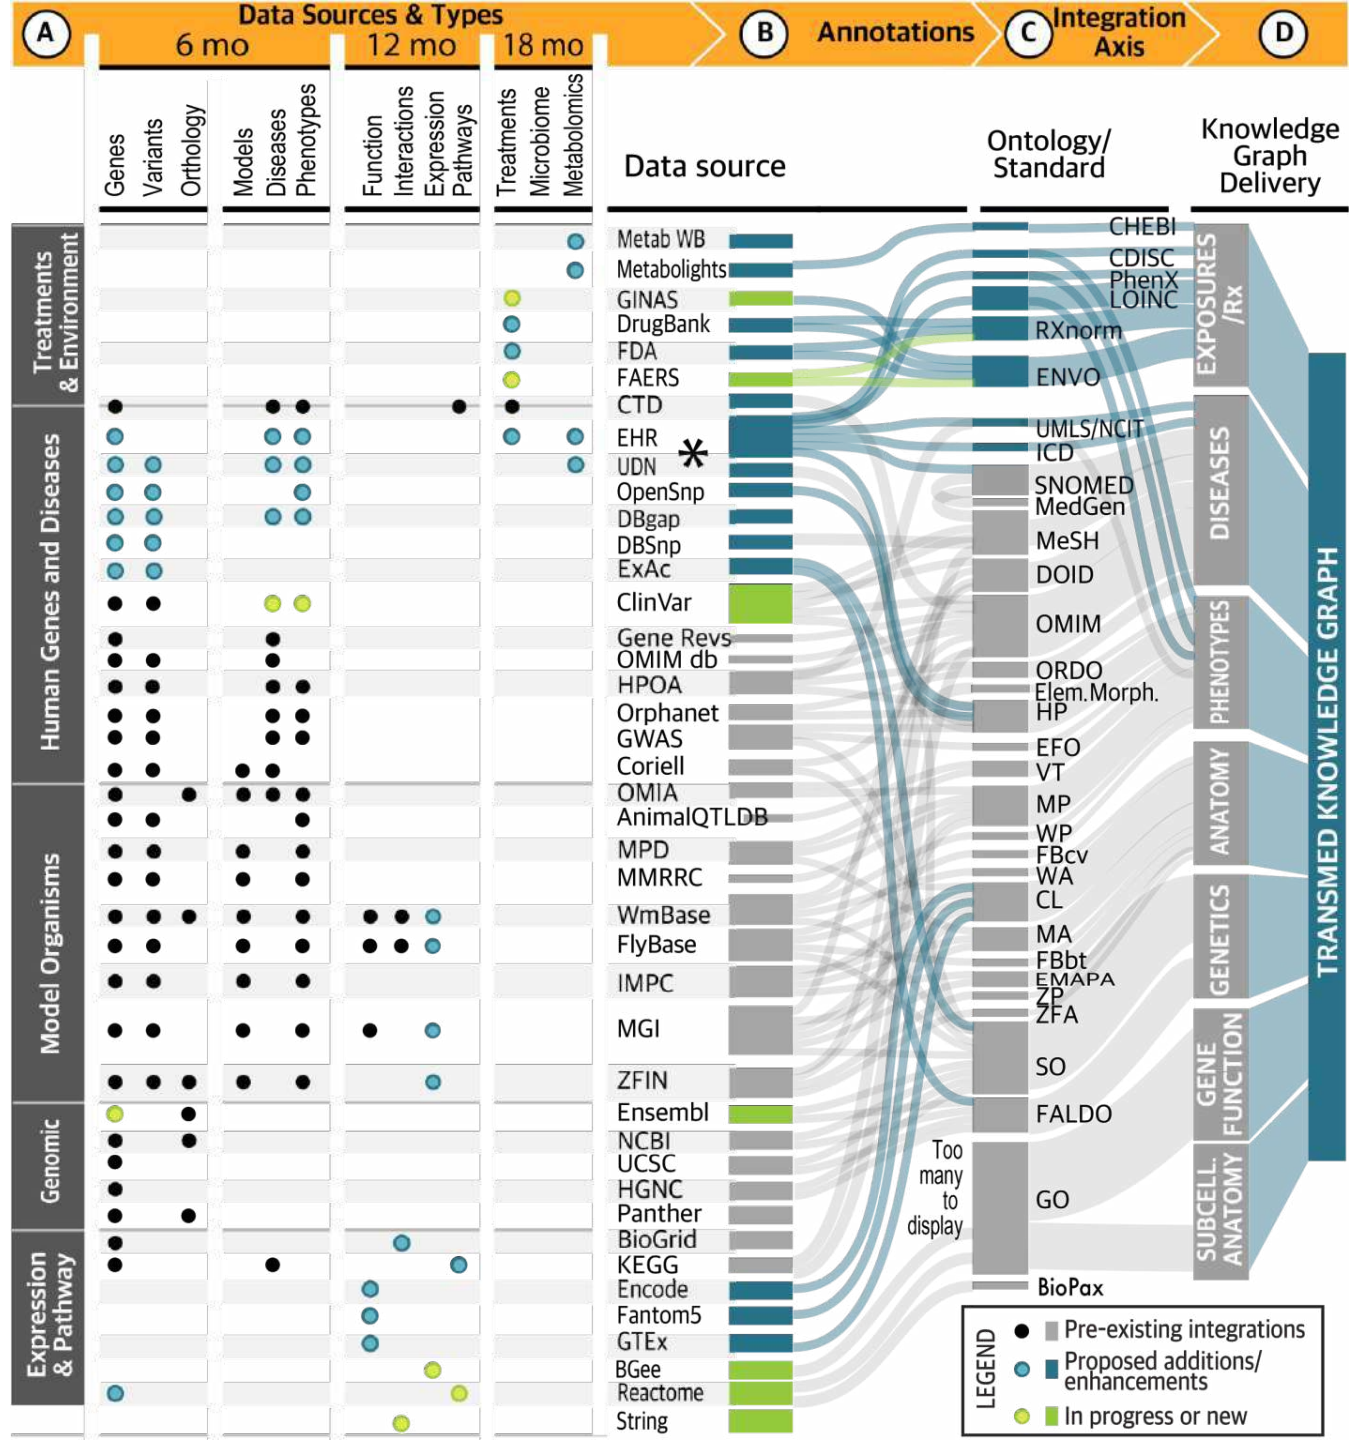 A
Data Sources & Types
6 mo
12 mo
18 mo
B
Annotations
C
Integration
Axis
D
Genes
Variants
Orthology
Models
Diseases
Phenotypes
Function
Interactions
Expression
Pathways
Treatments
Microbiome
Metabolomics
Data source
Ontology/
Standard
Knowledge
Graph
Delivery
Treatments
& Environment
Human Genes and Diseases
Model Organisms
Genomic
Expression
& Pathway
Metab WB
Metabolights
GINAS
DrugBank
FDA
FAERS
CTD
EHR
*
UDN
OpenSnp
DBgap
DBSnp
ExAc
ClinVar
Gene Revs
OMIM db
HPOA
Orphanet
GWAS
Coriell
OMIA
AnimalQTLDB
MPD
MMRRC
WmBase
FlyBase
IMPC
MGI
ZFIN
Ensembl
NCBI
UCSC
HGNC
Panther
BioGrid
KEGG
Encode
Fantom5
GTEx
BGee
Reactome
String
CHEBI
CDISC
PhenX
LOINC
RXnorm
ENVO
UMLS/NCIT
ICD
SNOMED
MedGen
MeSH
DOID
OMIM
ORDO
Elem.Morph.
HP
EFO
VT
MP
WP
FBcv
WA
CL
MA
FBbt
EMAPA
ZP
ZFA
SO
FALDO
Too
many
to
display
GO
BioPax
EXPOSURES
/Rx
DISEASES
PHENOTYPES
ANATOMY
GENETICS
GENE
FUNCTION
SUBCELL.
ANATOMY
TRANSMED KNOWLEDGE GRAPH
LEGEND
Pre-existing integrations
Proposed additions/
enhancements
In progress or new